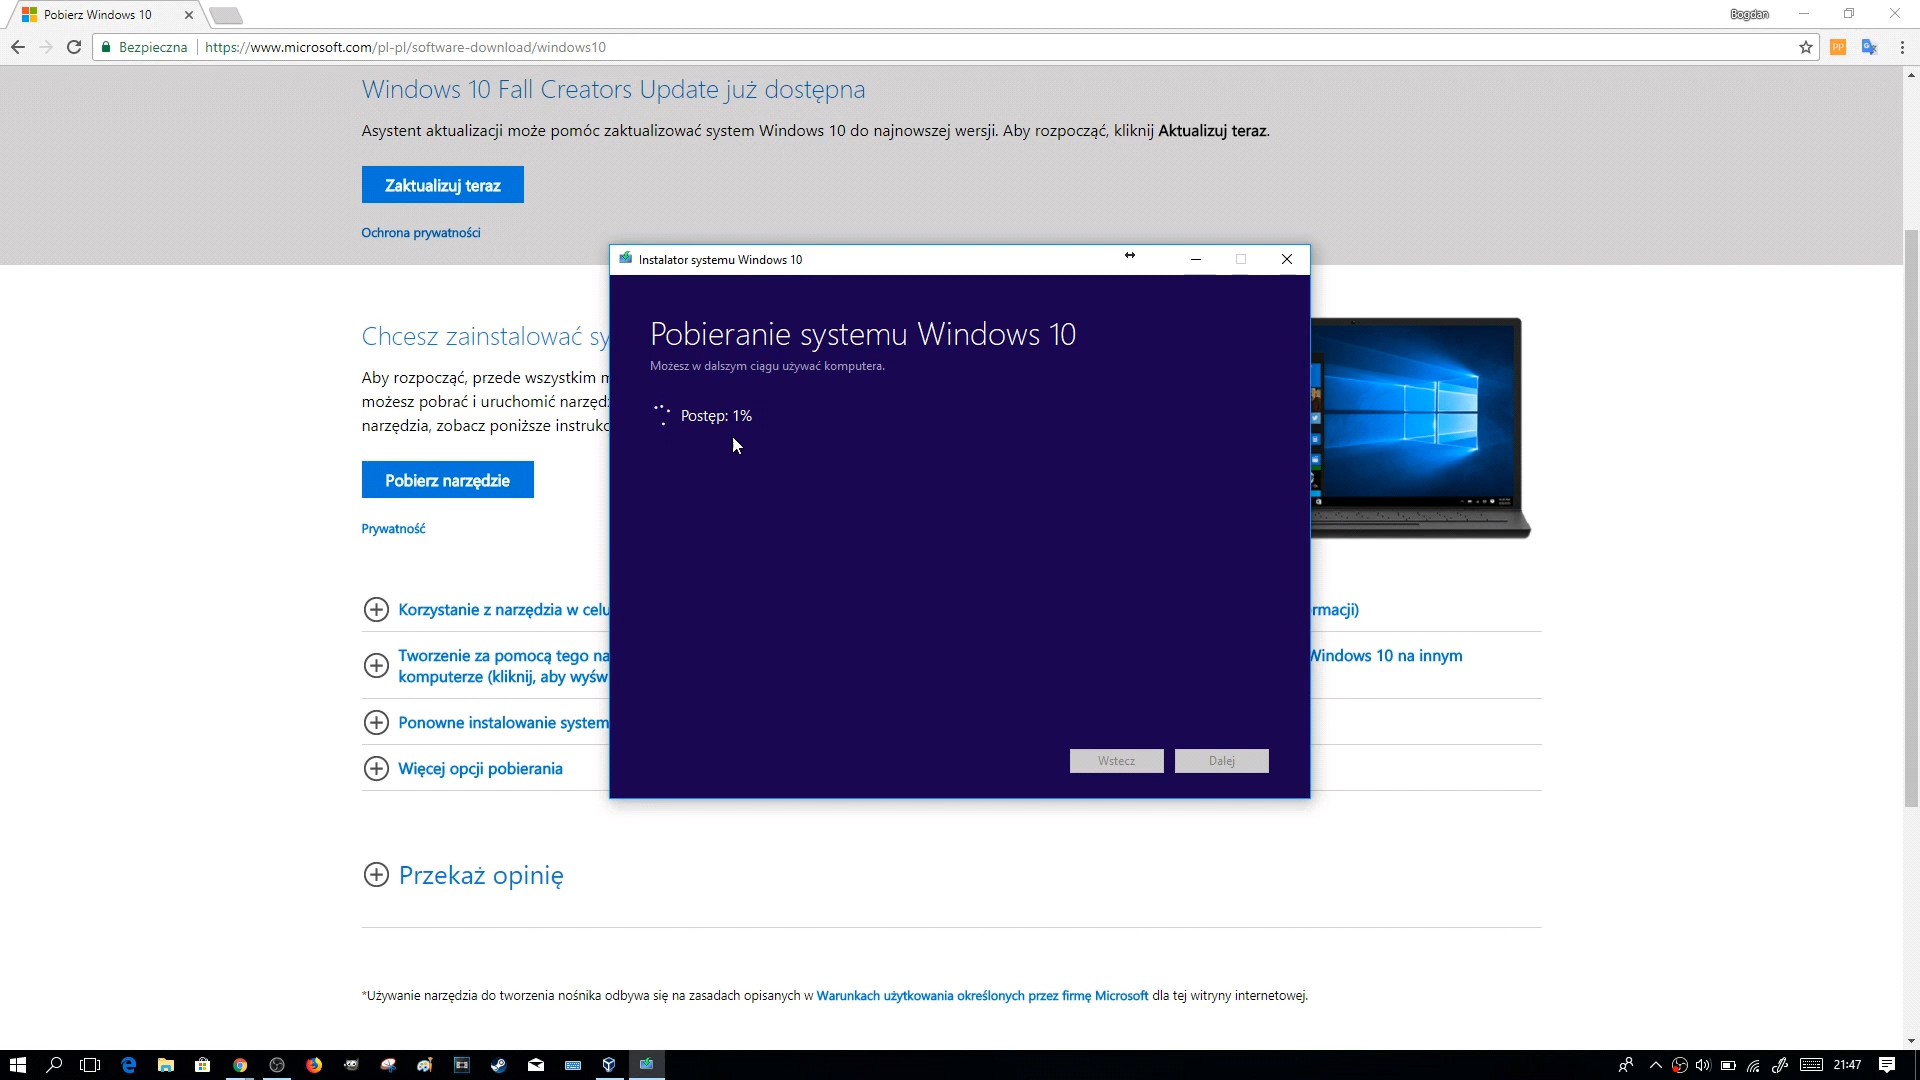 Pobierz Windows 10
Bogdan
Bezpieczna
https://www.microsoft.com/pl-pl/software-download/windows10
PP
Windows 10 Fall Creators Update już dostępna
Asystent aktualizacji może pomóc zaktualizować system Windows 10 do najnowszej wersji. Aby rozpocząć, kliknij Aktualizuj teraz.
Zaktualizuj teraz
Ochrona prywatności
Instalator systemu Windows 10
Pobieranie systemu Windows 10
Możesz w dalszym ciągu używać komputera.
Postęp: 1%
Wstecz
Dalej
Chcesz zainstalować sy
Aby rozpocząć, przede wszystkim m
możesz pobrać i uruchomić narzędz
narzędzia, zobacz poniższe instrukc
Pobierz narzędzie
Prywatność
Korzystanie z narzędzia w celu
rmacji)
Tworzenie za pomocą tego na
Windows 10 na innym
komputerze (kliknij, aby wyśw
Ponowne instalowanie system
Więcej opcji pobierania
Przekaż opinię
*Używanie narzędzia do tworzenia nośnika odbywa się na zasadach opisanych w Warunkach użytkowania określonych przez firmę Microsoft dla tej witryny internetowej.
21:47